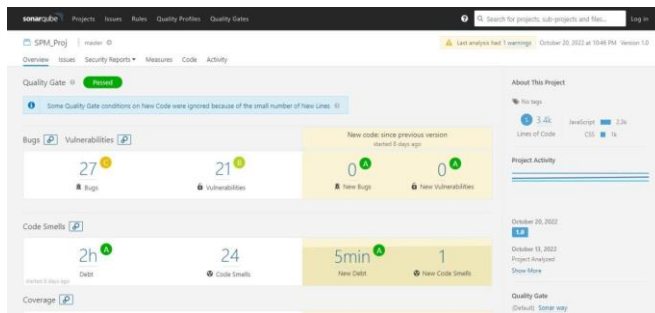 sonarqube Projects Issues Rules Quality Profiles Quality Gates Search for projects, sub-projects and files... Log in
SPM_Proj master Last analysis had 1 warnings October 20, 2022 at 10:46 PM Version 1.0
Overview Issues Security Reports Measures Code Activity
Quality Gate Passed
Some Quality Gate conditions on New Code were ignored because of the small number of New Lines
Bugs Vulnerabilities
New code: since previous version
started 8 days ago
27 C
Bugs
21 B
Vulnerabilities
0 A
New Bugs
0 A
New Vulnerabilities
Code Smells
2h A
Debt
started 8 days ago
24
Code Smells
5min A
New Debt
1
New Code Smells
Coverage
About This Project
No tags
S 3.4k
Lines of Code
JavaScript 2.3k
CSS 1k
Project Activity
October 20, 2022
1.0
October 13, 2022
Project Analyzed
Show More
Quality Gate
(Default) Sonar way